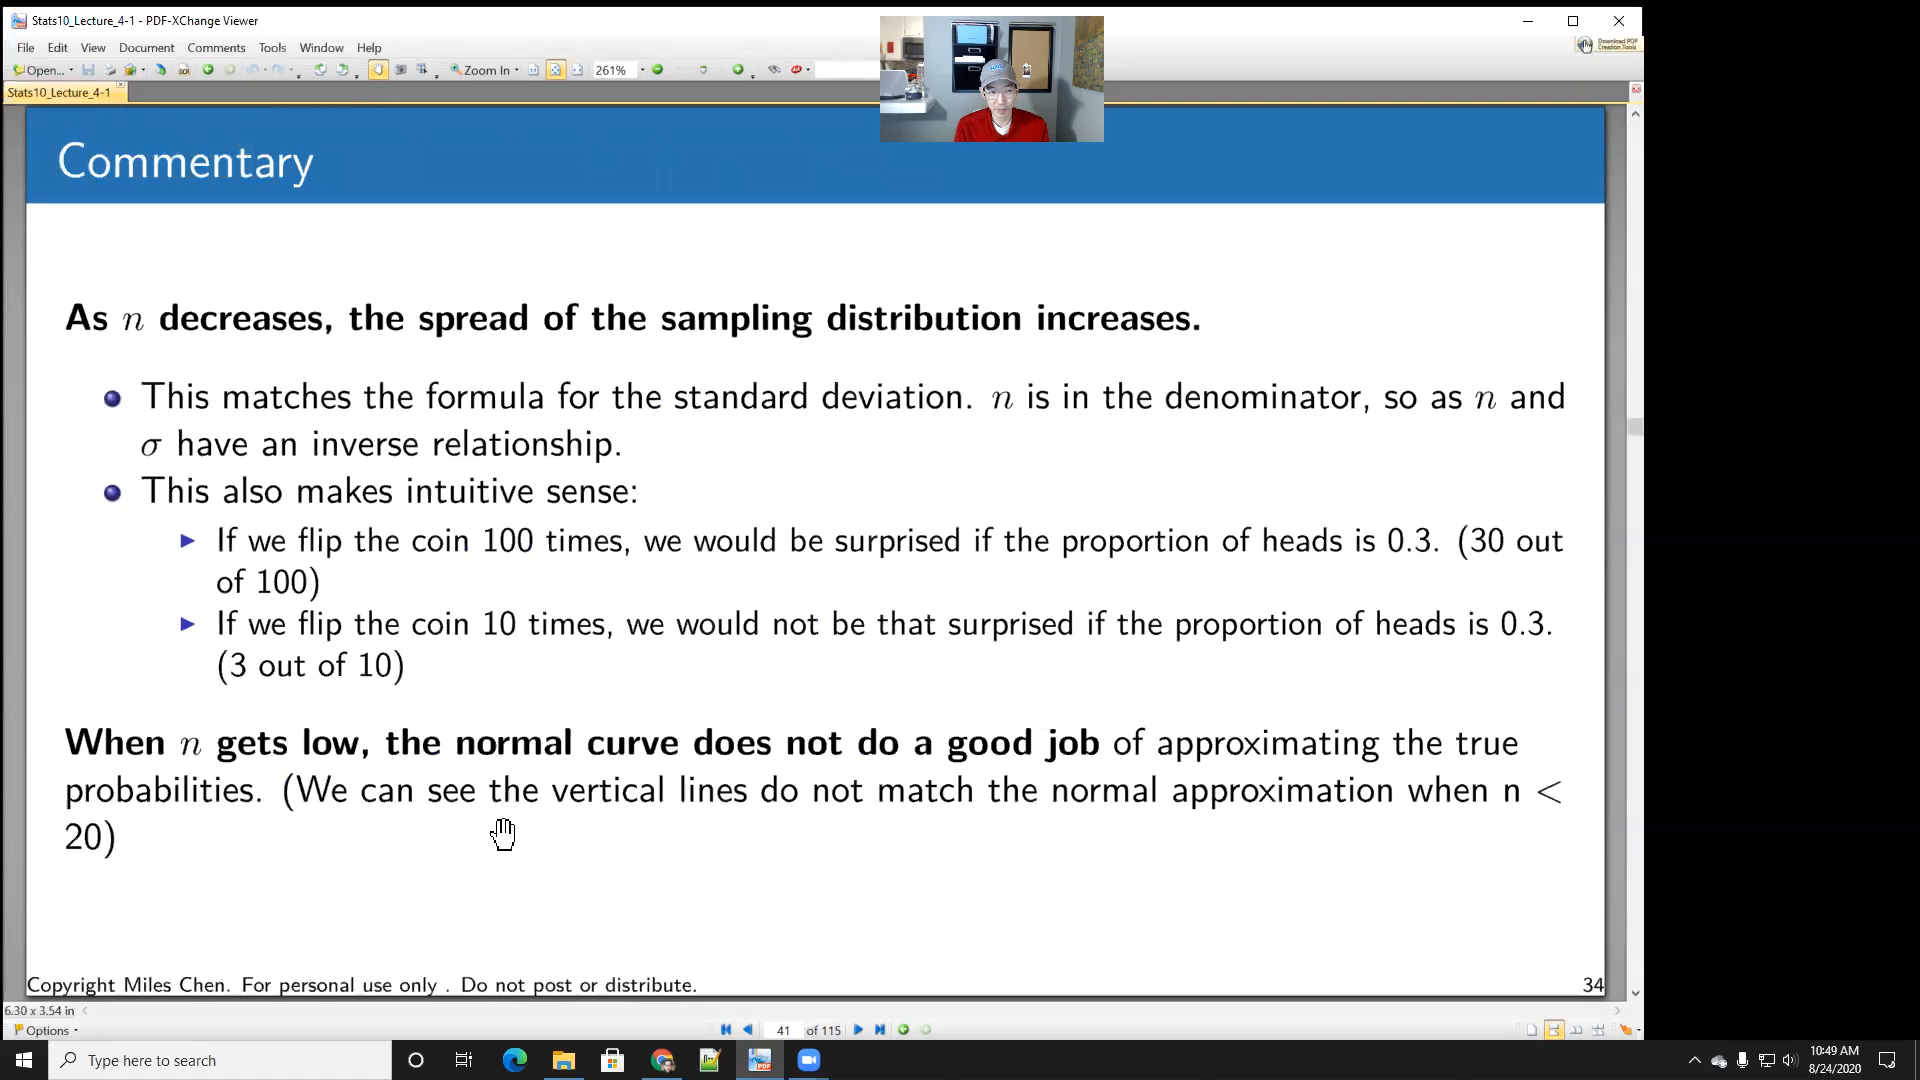 Stats10_Lecture_4-1 - PDF-XChange Viewer
File Edit View Document Comments Tools Window Help
Download PDF
Creation Tools
Open...
Zoom In
261%
Stats10_Lecture_4-1
Commentary
As n decreases, the spread of the sampling distribution increases.
This matches the formula for the standard deviation. n is in the denominator, so as n and
σ have an inverse relationship.
This also makes intuitive sense:
If we flip the coin 100 times, we would be surprised if the proportion of heads is 0.3. (30 out
of 100)
If we flip the coin 10 times, we would not be that surprised if the proportion of heads is 0.3.
(3 out of 10)
When n gets low, the normal curve does not do a good job of approximating the true
probabilities. (We can see the vertical lines do not match the normal approximation when n <
20)
Copyright Miles Chen. For personal use only . Do not post or distribute.
34
6.30 x 3.54 in
Options
41 of 115
Type here to search
10:49 AM
8/24/2020